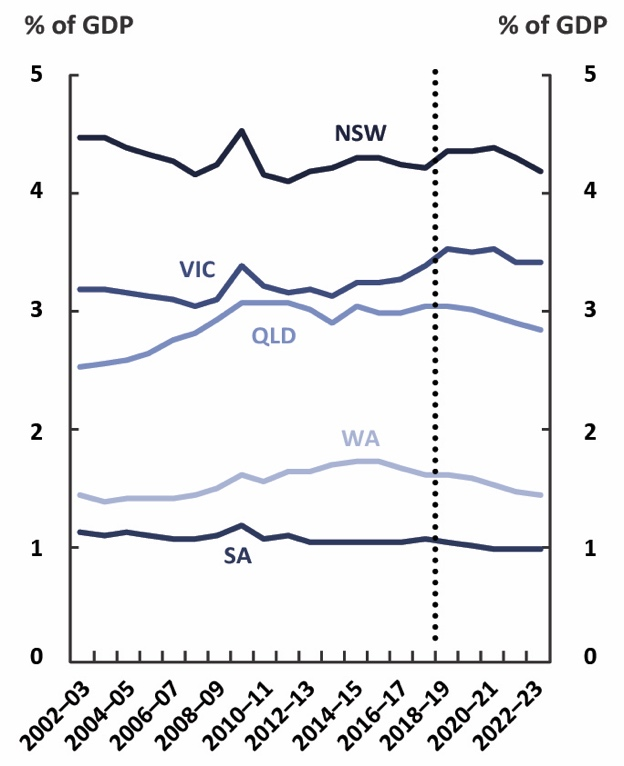 % of GDP % of GDP
5 5
NSW
4 4
VIC
3 3
QLD
2 2
WA
1 1
SA
0 0
2002–03 2004–05 2006–07 2008–09 2010–11 2012–13 2014–15 2016–17 2018–19 2020–21 2022–23